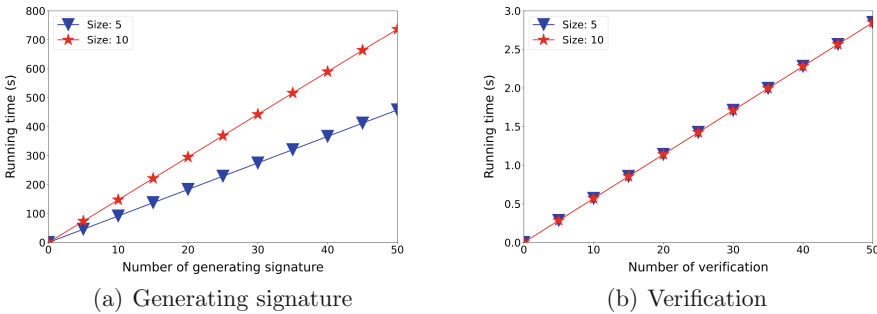 800
700
600
500
400
300
200
100
0
Running time (s)
Size: 5
Size: 10
0 10 20 30 40 50
Number of generating signature
(a) Generating signature
3.0
2.5
2.0
1.5
1.0
0.5
0.0
Running time (s)
Size: 5
Size: 10
0 10 20 30 40 50
Number of verification
(b) Verification